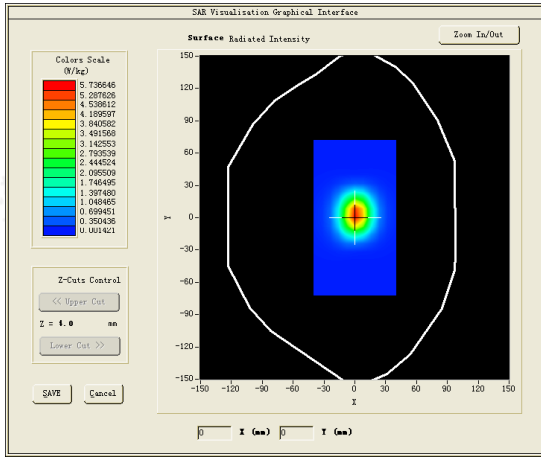 SAR Visualisation Graphical Interface
Surface Radiated Intensity
Zoom In/Out
Colors Scale
(W/kg)
5.736646
5.287626
4.538612
4.189597
3.840582
3.491568
3.142553
2.793539
2.444524
2.095509
1.746495
1.397480
1.048465
0.699451
0.350436
0.001421
Z-Cuts Control
<< Upper Cut
Z = 4.0 mm
Lower Cut >>
SAVE Cancel
150
120
90
60
30
Y 0
-30
-60
-90
-120
-150
-150 -120 -90 -60 -30 0 30 60 90 120 150
X
0 X (mm) 0 Y (mm)